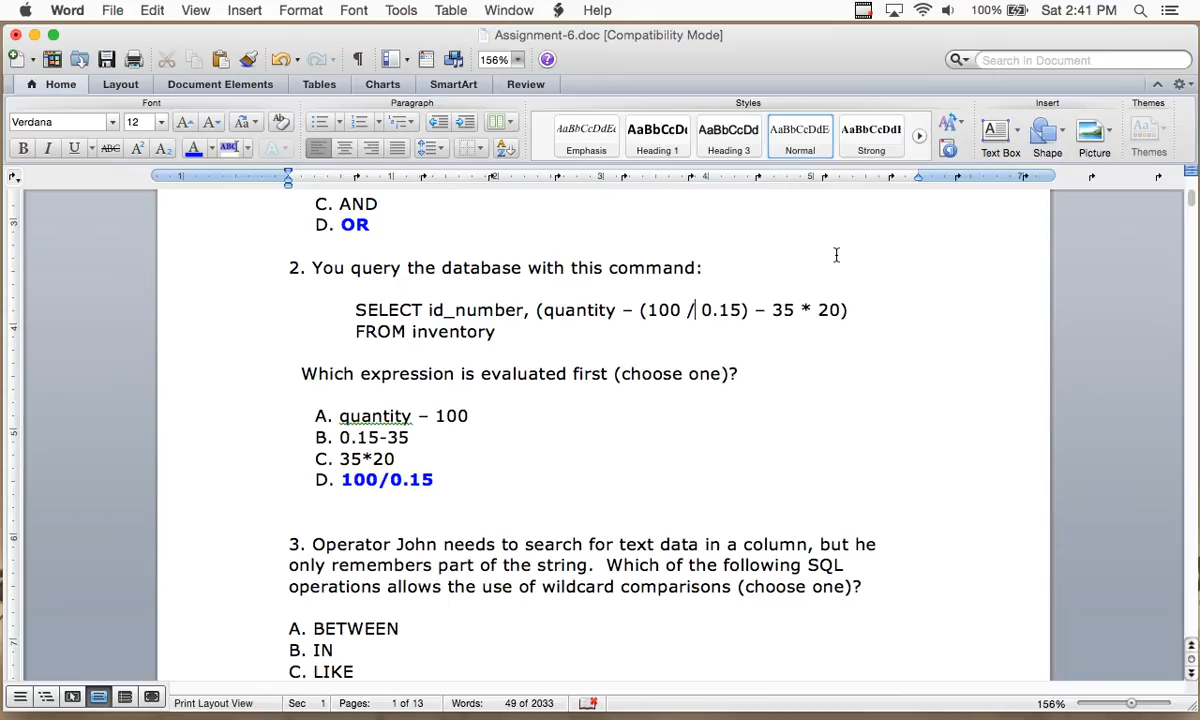 Word File Edit View Insert Format Font Tools Table Window Help 100% Sat 2:41 PM
Assignment-6.doc [Compatibility Mode]
156% Search in Document
Home Layout Document Elements Tables Charts SmartArt Review
Font Paragraph Styles Insert Themes
Verdana 12
AaBbCcDdEe AaBbCcDc AaBbCcDd AaBbCcDdE AaBbCcDdI
Emphasis Heading 1 Heading 3 Normal Strong Text Box Shape Picture Themes
C. AND
D. OR
2. You query the database with this command:
SELECT id_number, (quantity – (100 / 0.15) – 35 * 20)
FROM inventory
Which expression is evaluated first (choose one)?
A. quantity – 100
B. 0.15-35
C. 35*20
D. 100/0.15
3. Operator John needs to search for text data in a column, but he
only remembers part of the string. Which of the following SQL
operations allows the use of wildcard comparisons (choose one)?
A. BETWEEN
B. IN
C. LIKE
Print Layout View Sec 1 Pages: 1 of 13 Words: 49 of 2033 156%